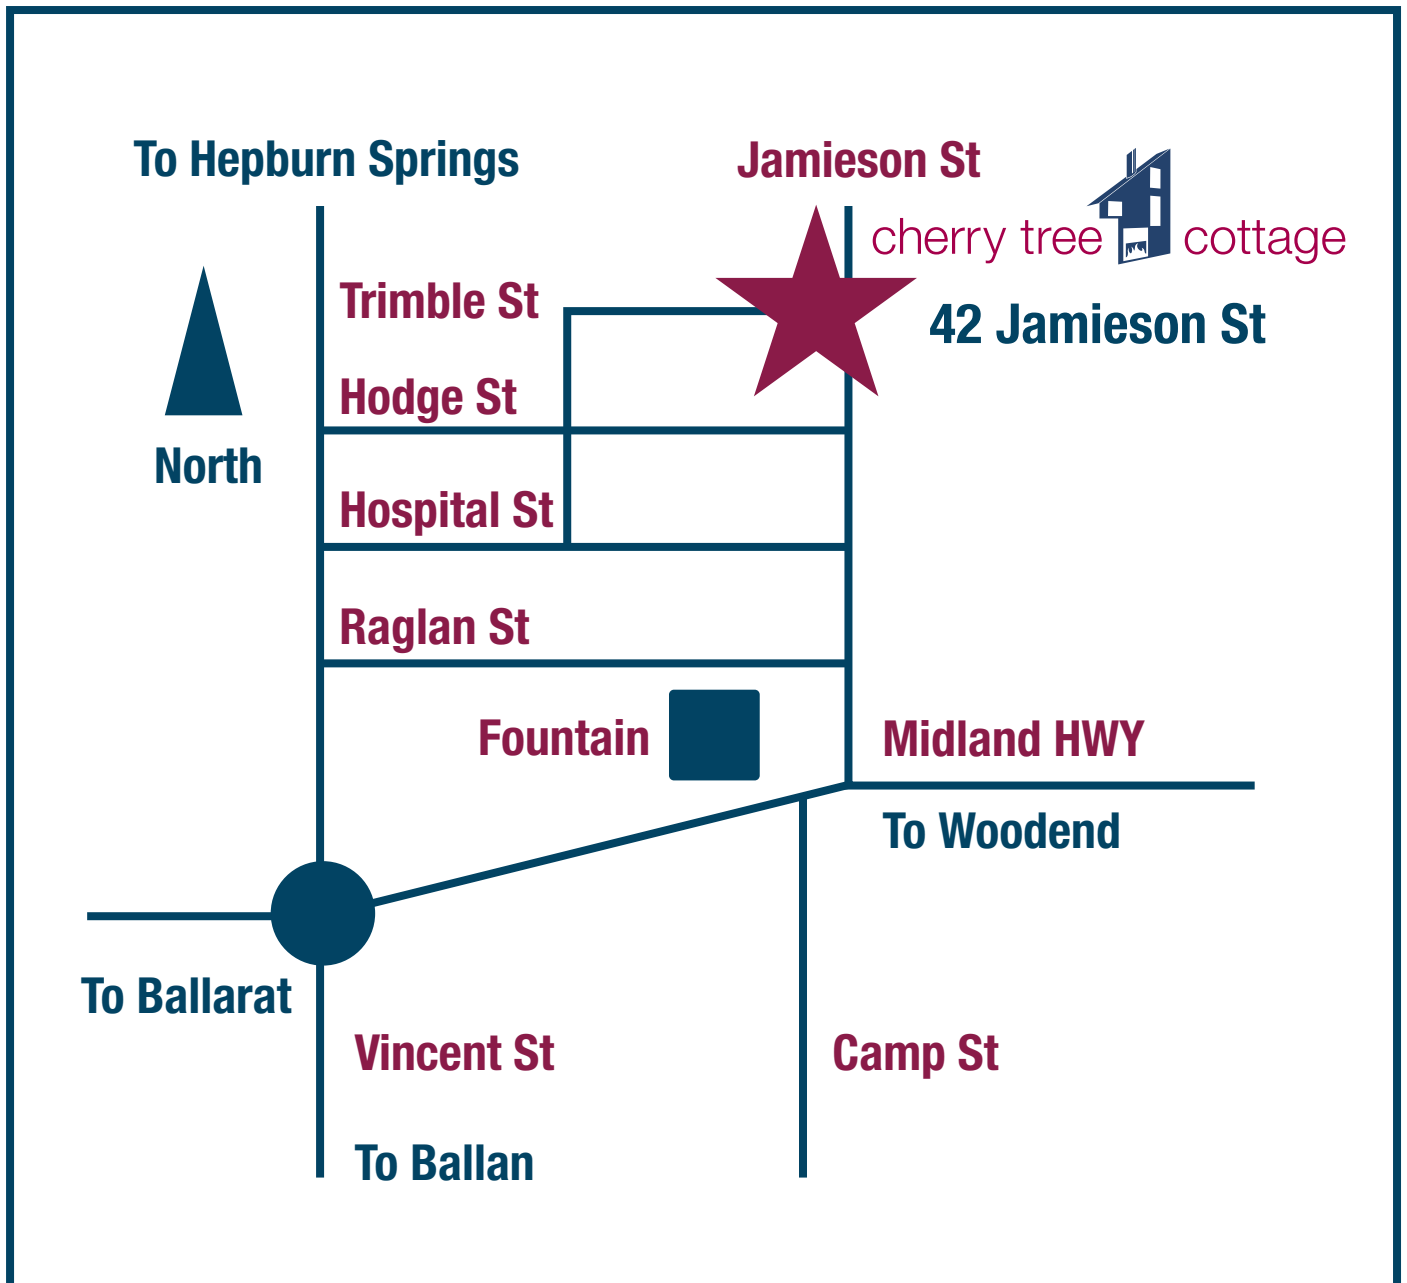 To Hepburn Springs
Jamieson St
cherry tree cottage
Trimble St
42 Jamieson St
Hodge St
North
Hospital St
Raglan St
Fountain
Midland HWY
To Woodend
To Ballarat
Vincent St
Camp St
To Ballan